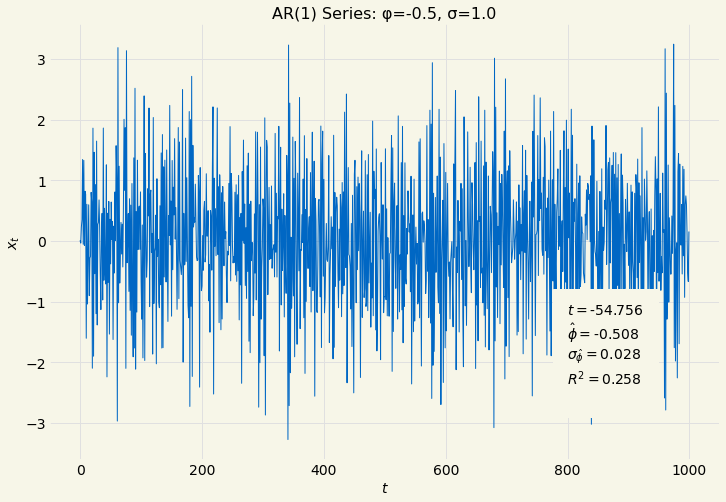 AR(1) Series: φ=-0.5, σ=1.0
3
2
1
0
−1
−2
−3
x_t
t = -54.756
ϕ̂ = -0.508
σ_ϕ̂ = 0.028
R² = 0.258
0 200 400 600 800 1000
t